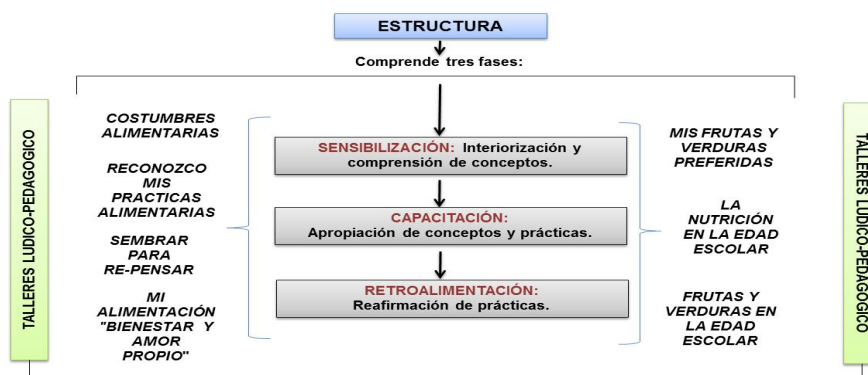 ESTRUCTURA
Comprende tres fases:
TALLERES LUDICO-PEDAGOGICO
COSTUMBRES
ALIMENTARIAS
RECONOZCO
MIS
PRACTICAS
ALIMENTARIAS
SEMBRAR
PARA
RE-PENSAR
MI
ALIMENTACIÓN
"BIENESTAR Y
AMOR
PROPIO"
SENSIBILIZACIÓN: Interiorización y
comprensión de conceptos.
CAPACITACIÓN:
Apropiación de conceptos y prácticas.
RETROALIMENTACIÓN:
Reafirmación de prácticas.
MIS FRUTAS Y
VERDURAS
PREFERIDAS
LA
NUTRICIÓN
EN LA EDAD
ESCOLAR
FRUTAS Y
VERDURAS EN
LA EDAD
ESCOLAR
TALLERES LUDICO-PEDAGOGICO